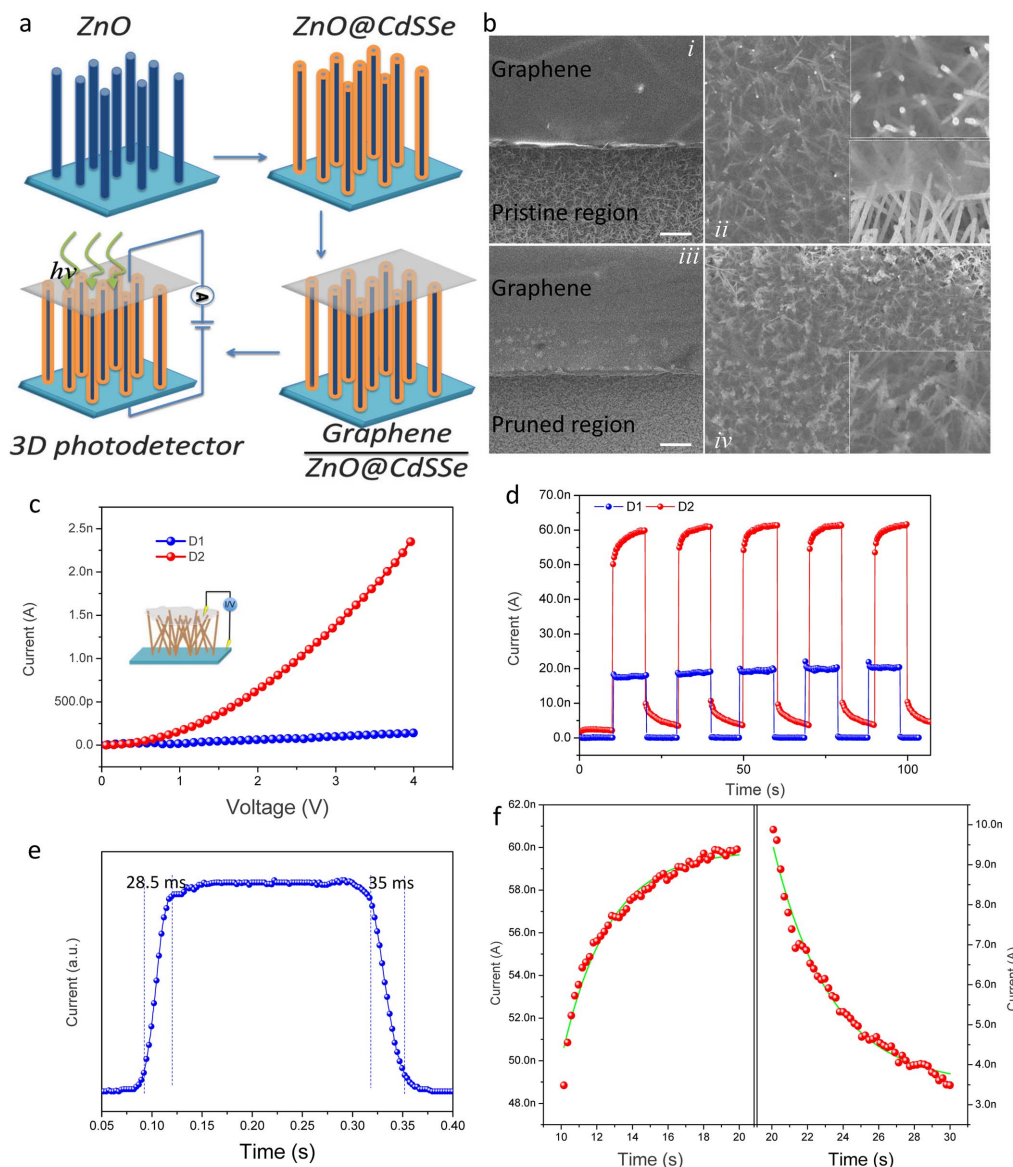 a
ZnO
ZnO@CdSSe
hν
A
3D photodetector
Graphene
ZnO@CdSSe
b
i
Graphene
Pristine region
ii
iii
Graphene
Pruned region
iv
c
D1
D2
I/V
2.5n
2.0n
1.5n
1.0n
500.0p
0.0
Current (A)
0 1 2 3 4
Voltage (V)
d
D1 D2
70.0n
60.0n
50.0n
40.0n
30.0n
20.0n
10.0n
0.0
Current (A)
0 50 100
Time (s)
e
28.5 ms 35 ms
Current (a.u.)
0.05 0.10 0.15 0.20 0.25 0.30 0.35 0.40
Time (s)
f
62.0n
60.0n
58.0n
56.0n
54.0n
52.0n
50.0n
48.0n
Current (A)
10 12 14 16 18 20
Time (s)
10.0n
9.0n
8.0n
7.0n
6.0n
5.0n
4.0n
3.0n
Current (A)
20 22 24 26 28 30
Time (s)